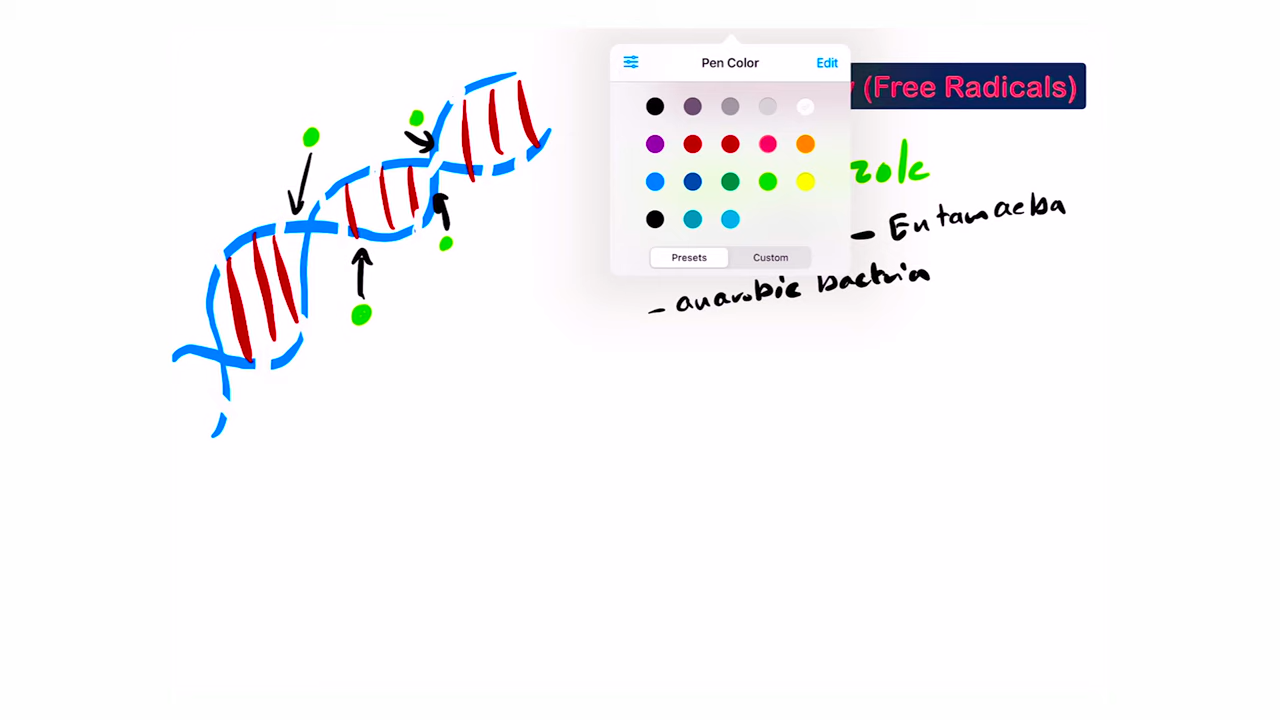 Pen Color
Edit
(Free Radicals)
zole
- Entamaeba
Presets
Custom
- anarobic bactria